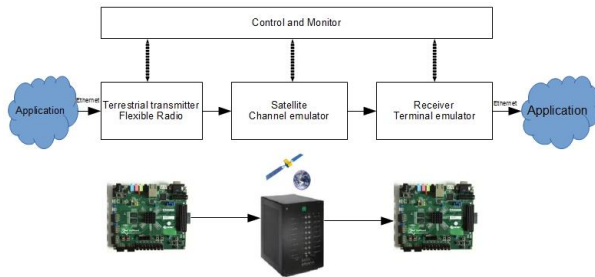 Control and Monitor
Ethernet
Application
Terrestrial transmitter
Flexible Radio
Satellite
Channel emulator
Receiver
Terminal emulator
Ethernet
Application